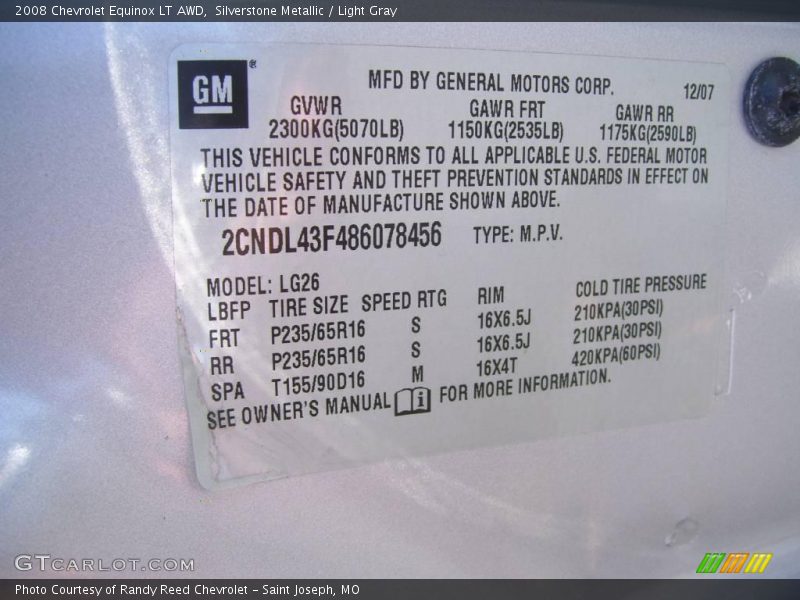 2008 Chevrolet Equinox LT AWD, Silverstone Metallic / Light Gray
GM®
MFD BY GENERAL MOTORS CORP. 12/07
GVWR GAWR FRT GAWR RR
2300KG(5070LB) 1150KG(2535LB) 1175KG(2590LB)
THIS VEHICLE CONFORMS TO ALL APPLICABLE U.S. FEDERAL MOTOR
VEHICLE SAFETY AND THEFT PREVENTION STANDARDS IN EFFECT ON
THE DATE OF MANUFACTURE SHOWN ABOVE.
2CNDL43F486078456 TYPE: M.P.V.
MODEL: LG26
LBFP TIRE SIZE SPEED RTG RIM COLD TIRE PRESSURE
FRT P235/65R16 S 16X6.5J 210KPA(30PSI)
RR P235/65R16 S 16X6.5J 210KPA(30PSI)
SPA T155/90D16 M 16X4T 420KPA(60PSI)
SEE OWNER'S MANUAL i FOR MORE INFORMATION.
GTCARLOT.COM
Photo Courtesy of Randy Reed Chevrolet - Saint Joseph, MO